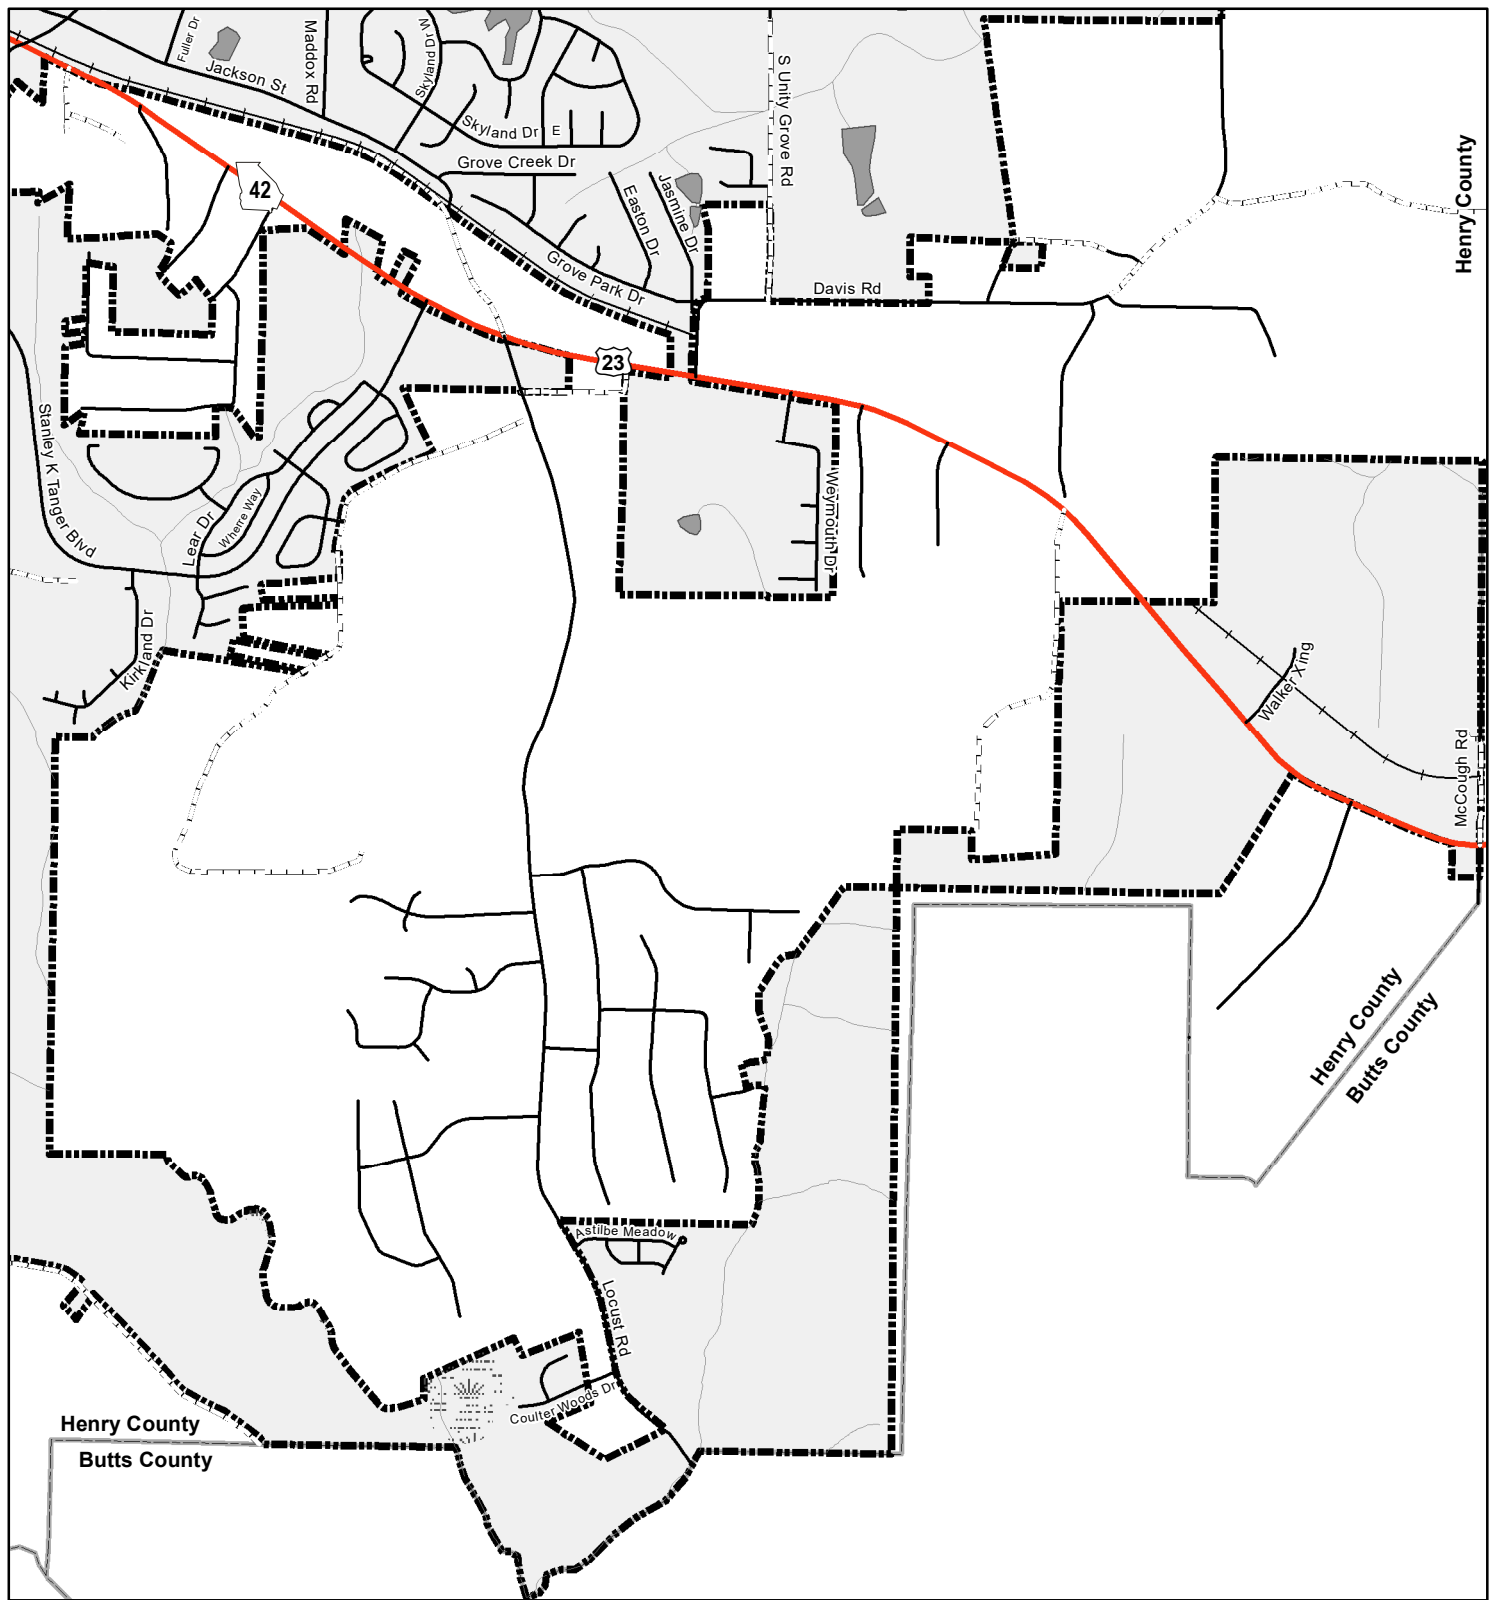 Fuller Dr
Maddox Rd
Skyland Dr W
Jackson St
S Unity Grove Rd
Skyland Dr E
Grove Creek Dr
Henry County
42
Easton Dr
Jasmine Dr
Grove Park Dr
Davis Rd
23
Stanley K Tanger Blvd
Lear Dr
Wherre Way
Weymouth Dr
Kirkland Dr
Walker Xing
McCough Rd
Henry County
Butts County
Astilbe Meadow
Locust Rd
Coulter Woods Dr
Henry County
Butts County